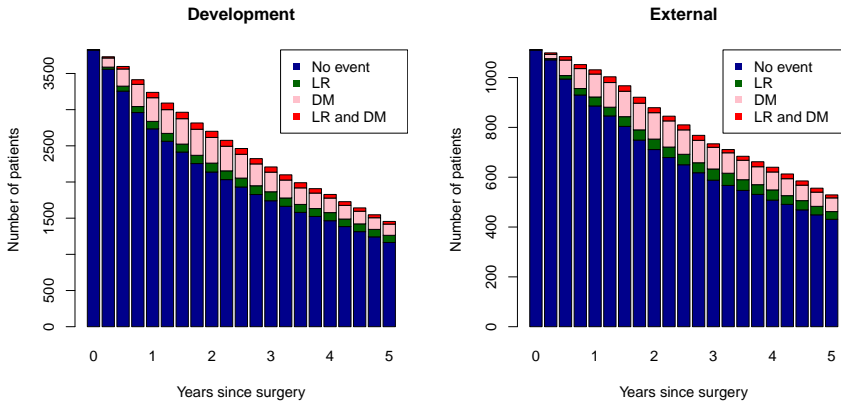 Development
Number of patients
0 500 1500 2500 3500
No event
LR
DM
LR and DM
0 1 2 3 4 5
Years since surgery
External
Number of patients
0 200 400 600 800 1000
No event
LR
DM
LR and DM
0 1 2 3 4 5
Years since surgery